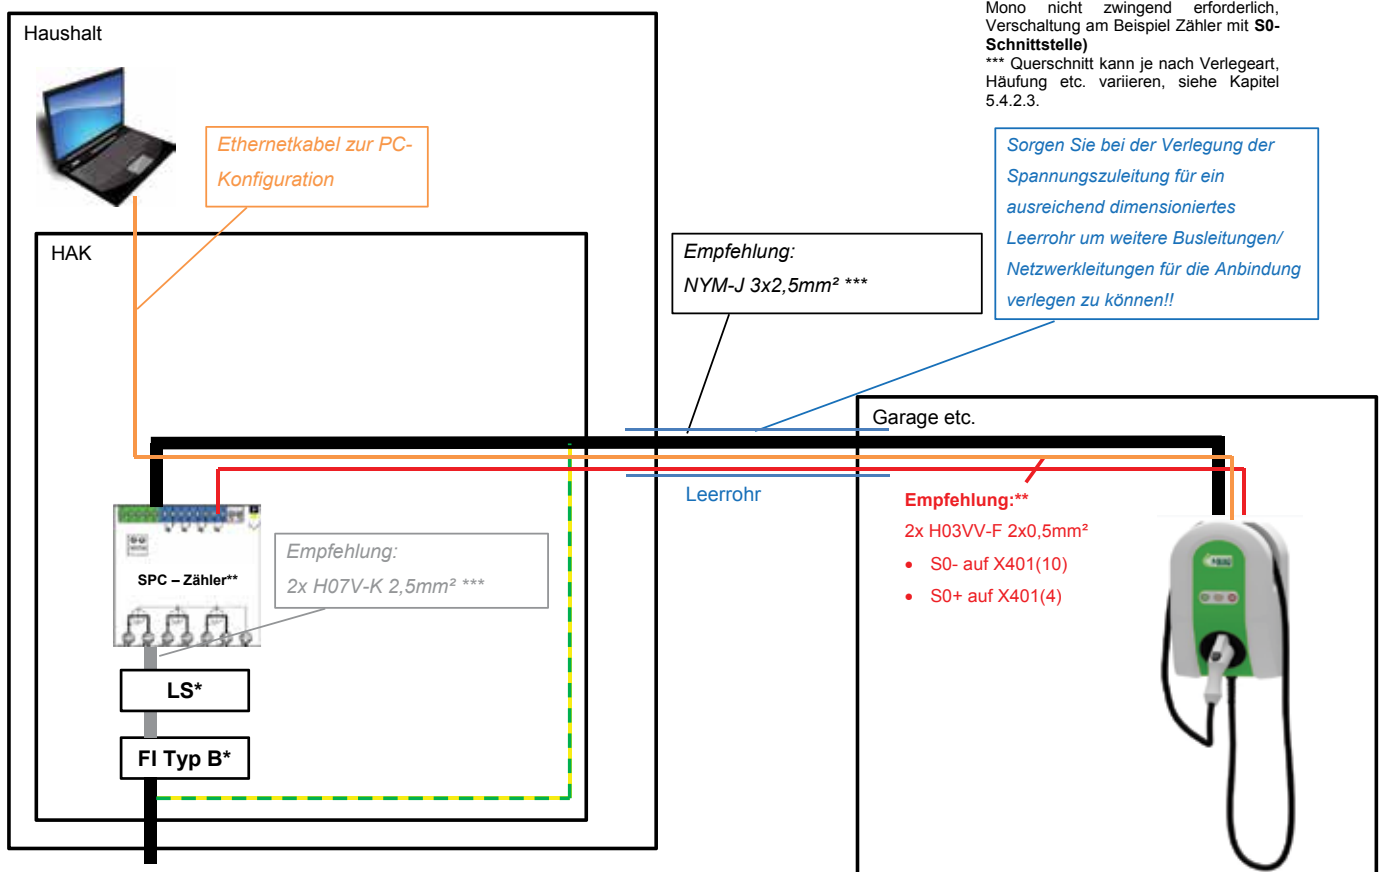 Mono nicht zwingend erforderlich,
Verschaltung am Beispiel Zähler mit S0-
Schnittstelle)
*** Querschnitt kann je nach Verlegeart,
Häufung etc. variieren, siehe Kapitel
5.4.2.3.
Haushalt
Ethernetkabel zur PC-
Konfiguration
Sorgen Sie bei der Verlegung der
Spannungszuleitung für ein
ausreichend dimensioniertes
Leerrohr um weitere Busleitungen/
Netzwerkleitungen für die Anbindung
verlegen zu können!!
HAK
Empfehlung:
NYM-J 3x2,5mm² ***
Garage etc.
Leerrohr
Empfehlung:**
2x H03VV-F 2x0,5mm²
• S0- auf X401(10)
• S0+ auf X401(4)
Empfehlung:
2x H07V-K 2,5mm² ***
SPC – Zähler**
LS*
FI Typ B*